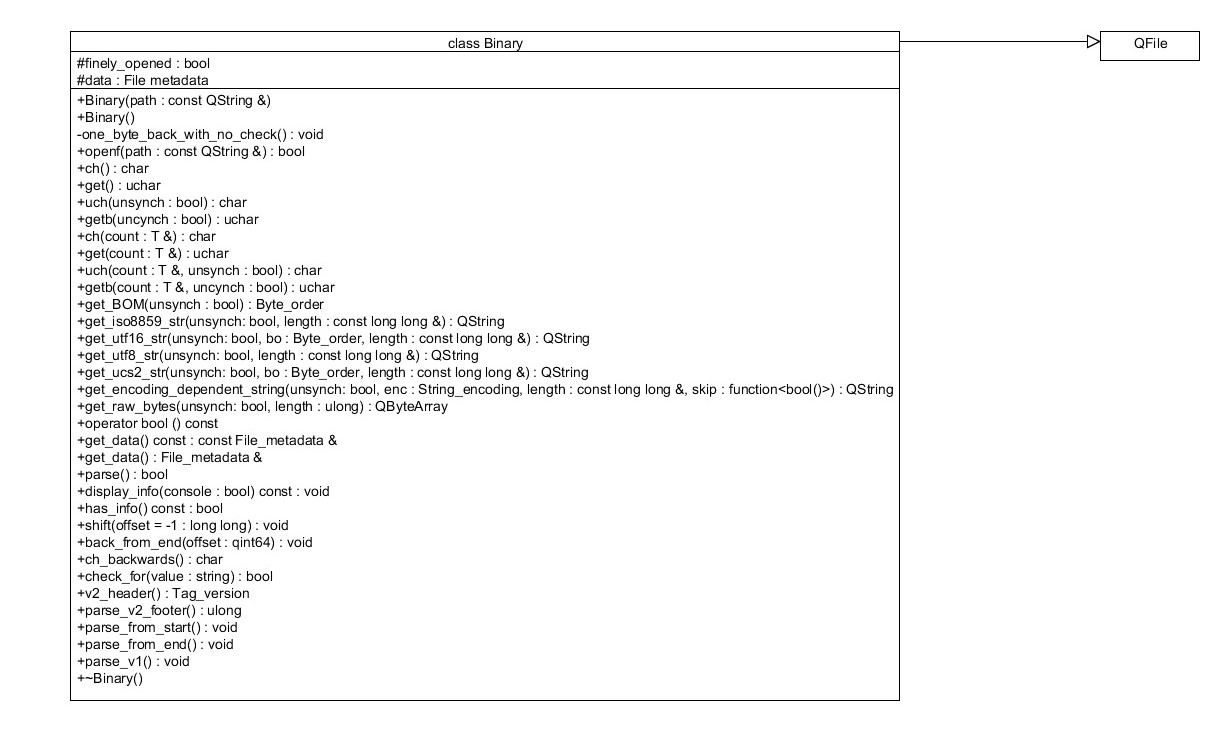 class Binary
QFile
#finely_opened : bool
#data : File metadata
+Binary(path : const QString &)
+Binary()
-one_byte_back_with_no_check() : void
+openf(path : const QString &) : bool
+ch() : char
+get() : uchar
+uch(unsynch : bool) : char
+getb(uncynch : bool) : uchar
+ch(count : T &) : char
+get(count : T &) : uchar
+uch(count : T &, unsynch : bool) : char
+getb(count : T &, uncynch : bool) : uchar
+get_BOM(unsynch : bool) : Byte_order
+get_iso8859_str(unsynch: bool, length : const long long &) : QString
+get_utf16_str(unsynch: bool, bo : Byte_order, length : const long long &) : QString
+get_utf8_str(unsynch: bool, length : const long long &) : QString
+get_ucs2_str(unsynch: bool, bo : Byte_order, length : const long long &) : QString
+get_encoding_dependent_string(unsynch: bool, enc : String_encoding, length : const long long &, skip : function<bool()>) : QString
+get_raw_bytes(unsynch: bool, length : ulong) : QByteArray
+operator bool () const
+get_data() const : const File_metadata &
+get_data() : File_metadata &
+parse() : bool
+display_info(console : bool) const : void
+has_info() const : bool
+shift(offset = -1 : long long) : void
+back_from_end(offset : qint64) : void
+ch_backwards() : char
+check_for(value : string) : bool
+v2_header() : Tag_version
+parse_v2_footer() : ulong
+parse_from_start() : void
+parse_from_end() : void
+parse_v1() : void
+~Binary()